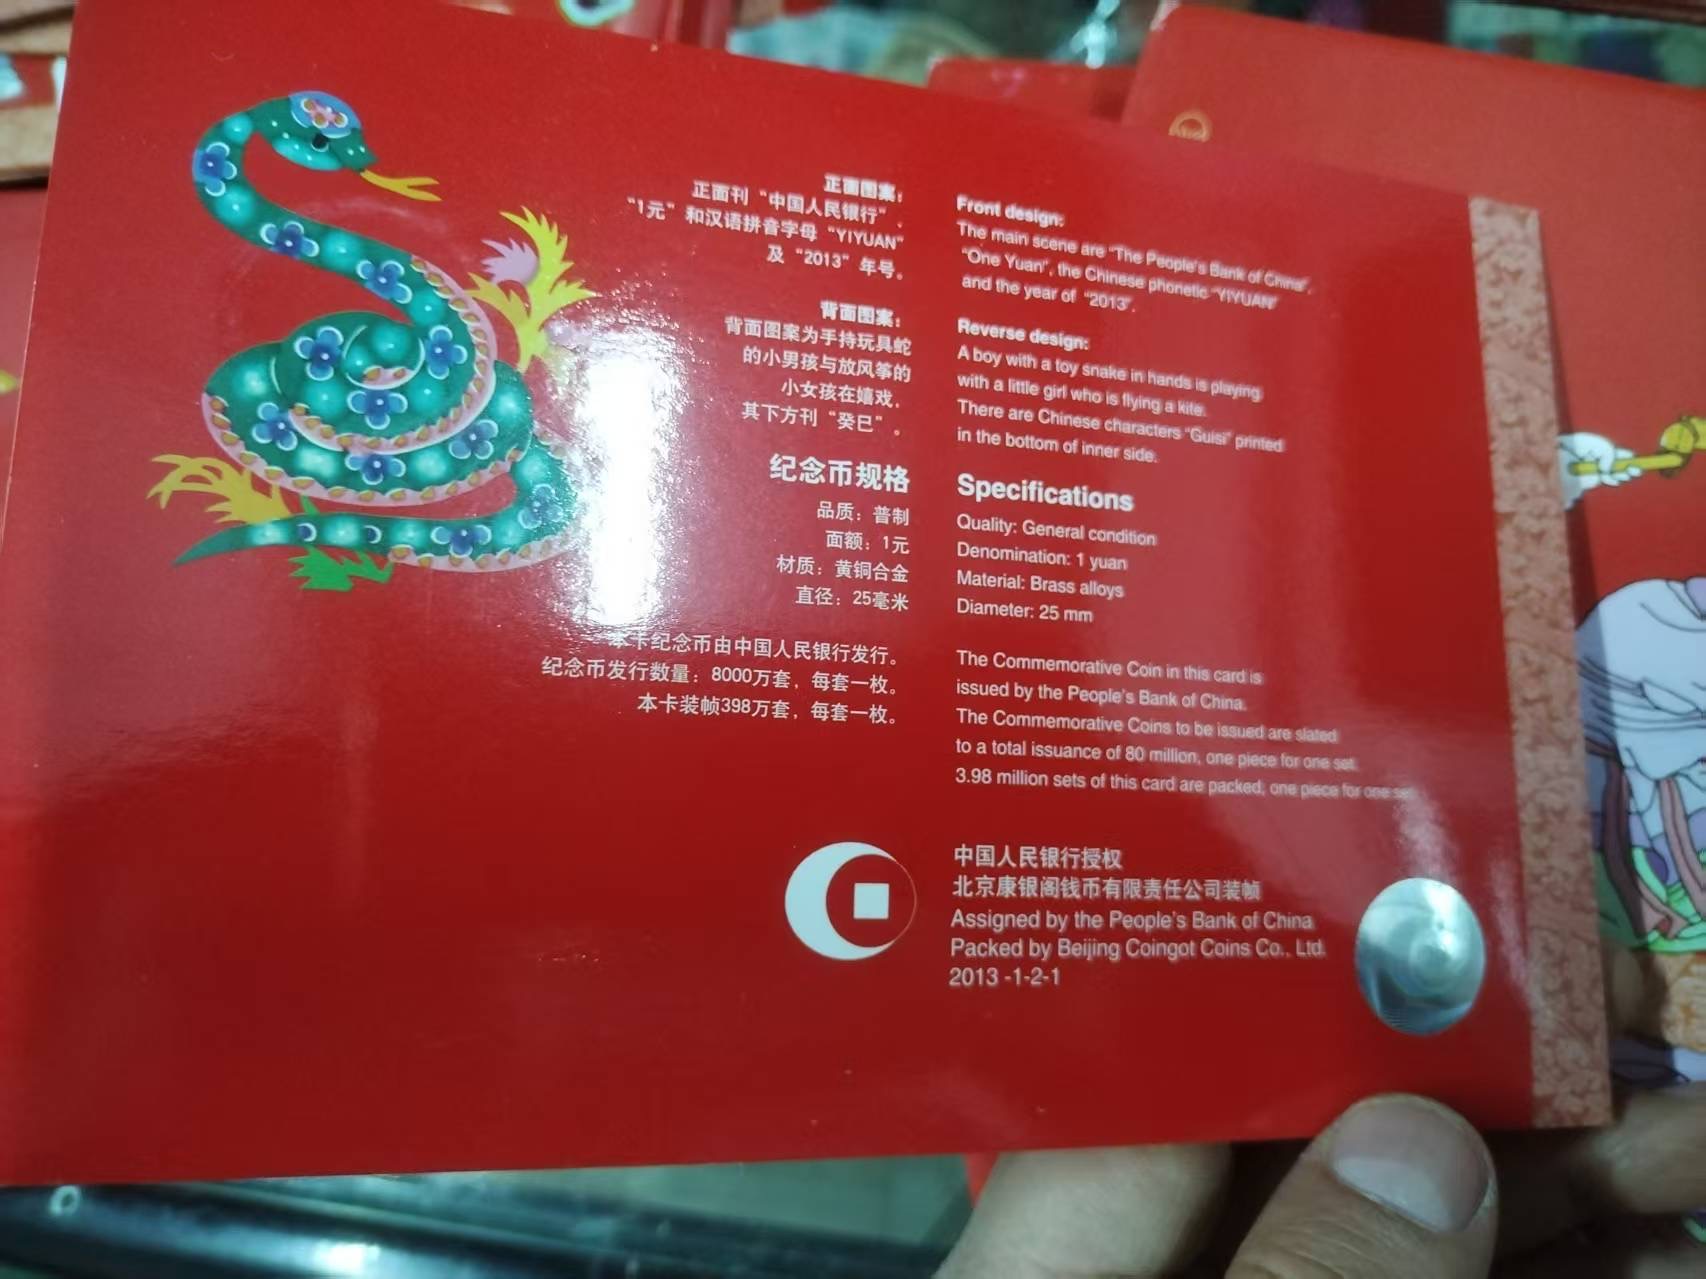 正面图案：
正面刊“中国人民银行”、
“1元”和汉语拼音字母“YIYUAN”
及“2013”年号。
背面图案：
背面图案为手持玩具蛇
的小男孩与放风筝的
小女孩在嬉戏，
其下方刊“癸巳”。
纪念币规格
品质：普制
面额：1元
材质：黄铜合金
直径：25毫米
本卡纪念币由中国人民银行发行。
纪念币发行数量：8000万套，每套一枚。
本卡装帧398万套，每套一枚。
Front design:
The main scene are “The People's Bank of China”,
“One Yuan”, the Chinese phonetic “YIYUAN”
and the year of “2013”.
Reverse design:
A boy with a toy snake in hands is playing
with a little girl who is flying a kite.
There are Chinese characters “Guisi” printed
in the bottom of inner side.
Specifications
Quality: General condition
Denomination: 1 yuan
Material: Brass alloys
Diameter: 25 mm
The Commemorative Coin in this card is
issued by the People's Bank of China.
The Commemorative Coins to be issued are slated
to a total issuance of 80 million, one piece for one set.
3.98 million sets of this card are packed, one piece for one set
中国人民银行授权
北京康银阁钱币有限责任公司装帧
Assigned by the People's Bank of China
Packed by Beijing Coingot Coins Co., Ltd.
2013 -1-2-1